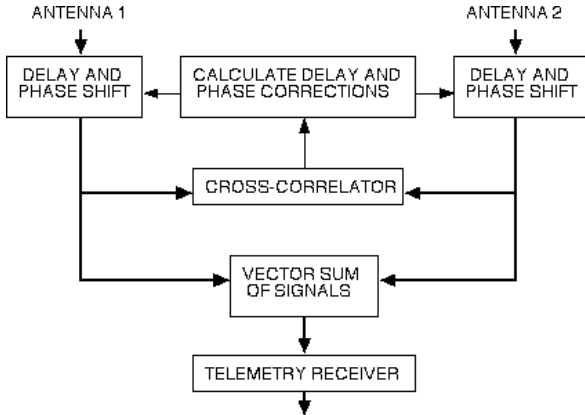 ANTENNA 1
ANTENNA 2
DELAY AND
PHASE SHIFT
CALCULATE DELAY AND
PHASE CORRECTIONS
DELAY AND
PHASE SHIFT
CROSS-CORRELATOR
VECTOR SUM
OF SIGNALS
TELEMETRY RECEIVER